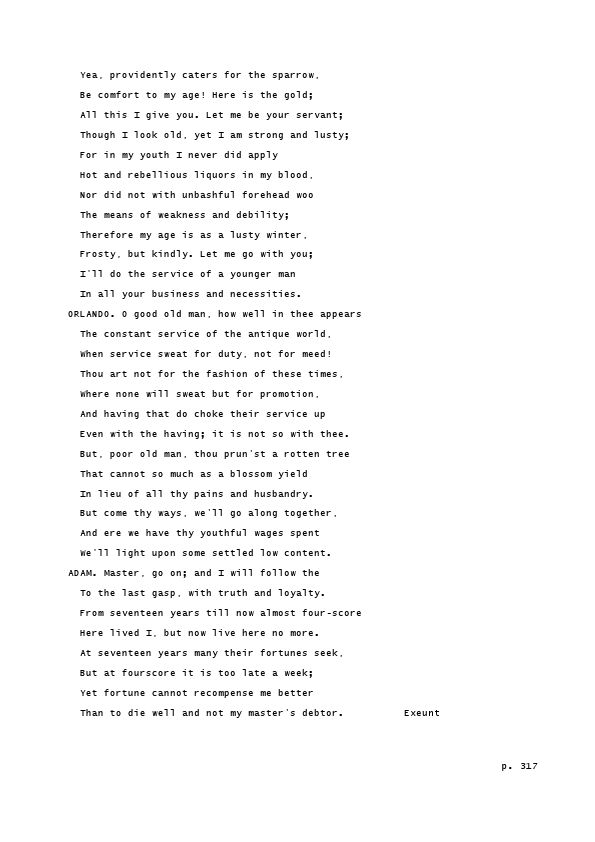 Yea, providently caters for the sparrow,
Be comfort to my age! Here is the gold;
All this I give you. Let me be your servant;
Though I look old, yet I am strong and lusty;
For in my youth I never did apply
Hot and rebellious liquors in my blood,
Nor did not with unbashful forehead woo
The means of weakness and debility;
Therefore my age is as a lusty winter,
Frosty, but kindly. Let me go with you;
I'll do the service of a younger man
In all your business and necessities.
ORLANDO. O good old man, how well in thee appears
The constant service of the antique world,
When service sweat for duty, not for meed!
Thou art not for the fashion of these times,
Where none will sweat but for promotion,
And having that do choke their service up
Even with the having; it is not so with thee.
But, poor old man, thou prun'st a rotten tree
That cannot so much as a blossom yield
In lieu of all thy pains and husbandry.
But come thy ways, we'll go along together,
And ere we have thy youthful wages spent
We'll light upon some settled low content.
ADAM. Master, go on; and I will follow the
To the last gasp, with truth and loyalty.
From seventeen years till now almost four-score
Here lived I, but now live here no more.
At seventeen years many their fortunes seek,
But at fourscore it is too late a week;
Yet fortune cannot recompense me better
Than to die well and not my master's debtor. Exeunt
p. 317